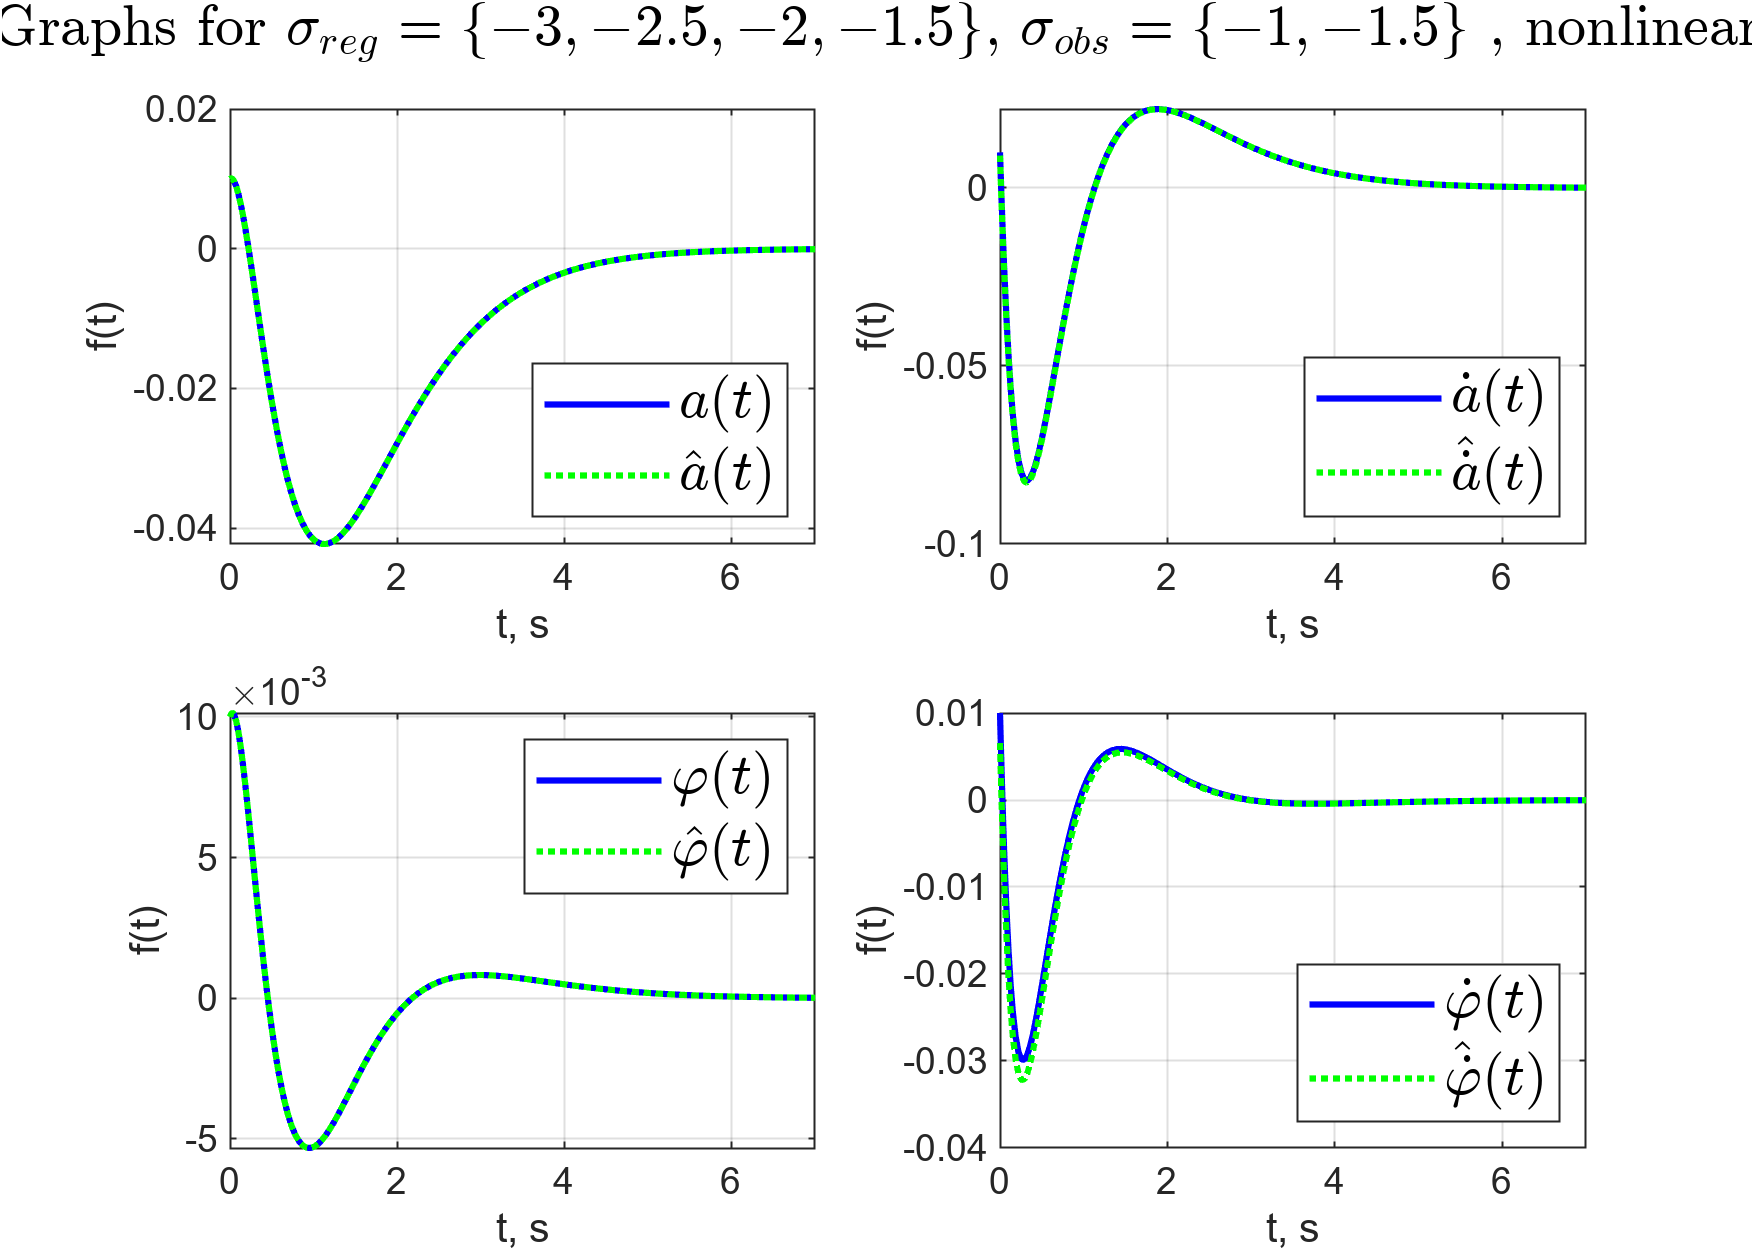 Graphs for σ_reg = {−3, −2.5, −2, −1.5}, σ_obs = {−1, −1.5} , nonlinear
0.02
0
-0.02
-0.04
f(t)
0 2 4 6
t, s
a(t)
â(t)
0
-0.05
-0.1
f(t)
0 2 4 6
t, s
ȧ(t)
ȧ̂(t)
×10⁻³
10
5
0
-5
f(t)
0 2 4 6
t, s
φ(t)
φ̂(t)
0.01
0
-0.01
-0.02
-0.03
-0.04
f(t)
0 2 4 6
t, s
φ̇(t)
φ̇̂(t)